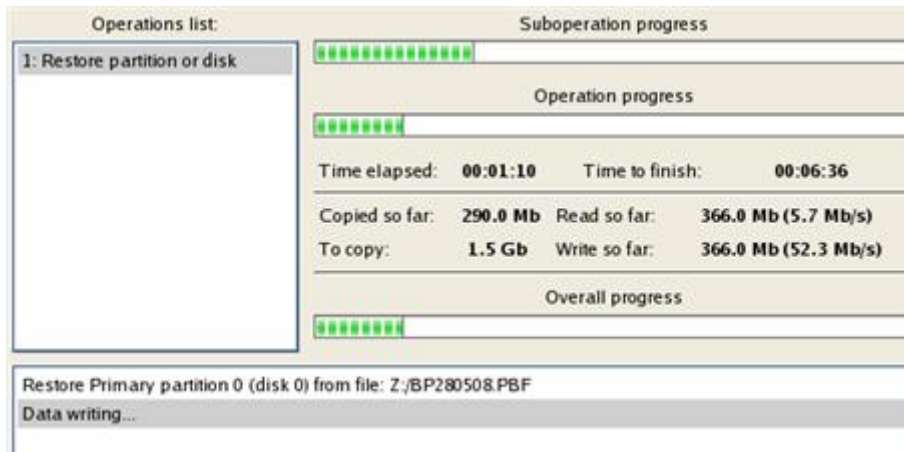 Operations list:
1: Restore partition or disk
Suboperation progress
Operation progress
Time elapsed: 00:01:10 Time to finish: 00:06:36
Copied so far: 290.0 Mb Read so far: 366.0 Mb (5.7 Mb/s)
To copy: 1.5 Gb Write so far: 366.0 Mb (52.3 Mb/s)
Overall progress
Restore Primary partition 0 (disk 0) from file: Z:/BP280508.PBF
Data writing...